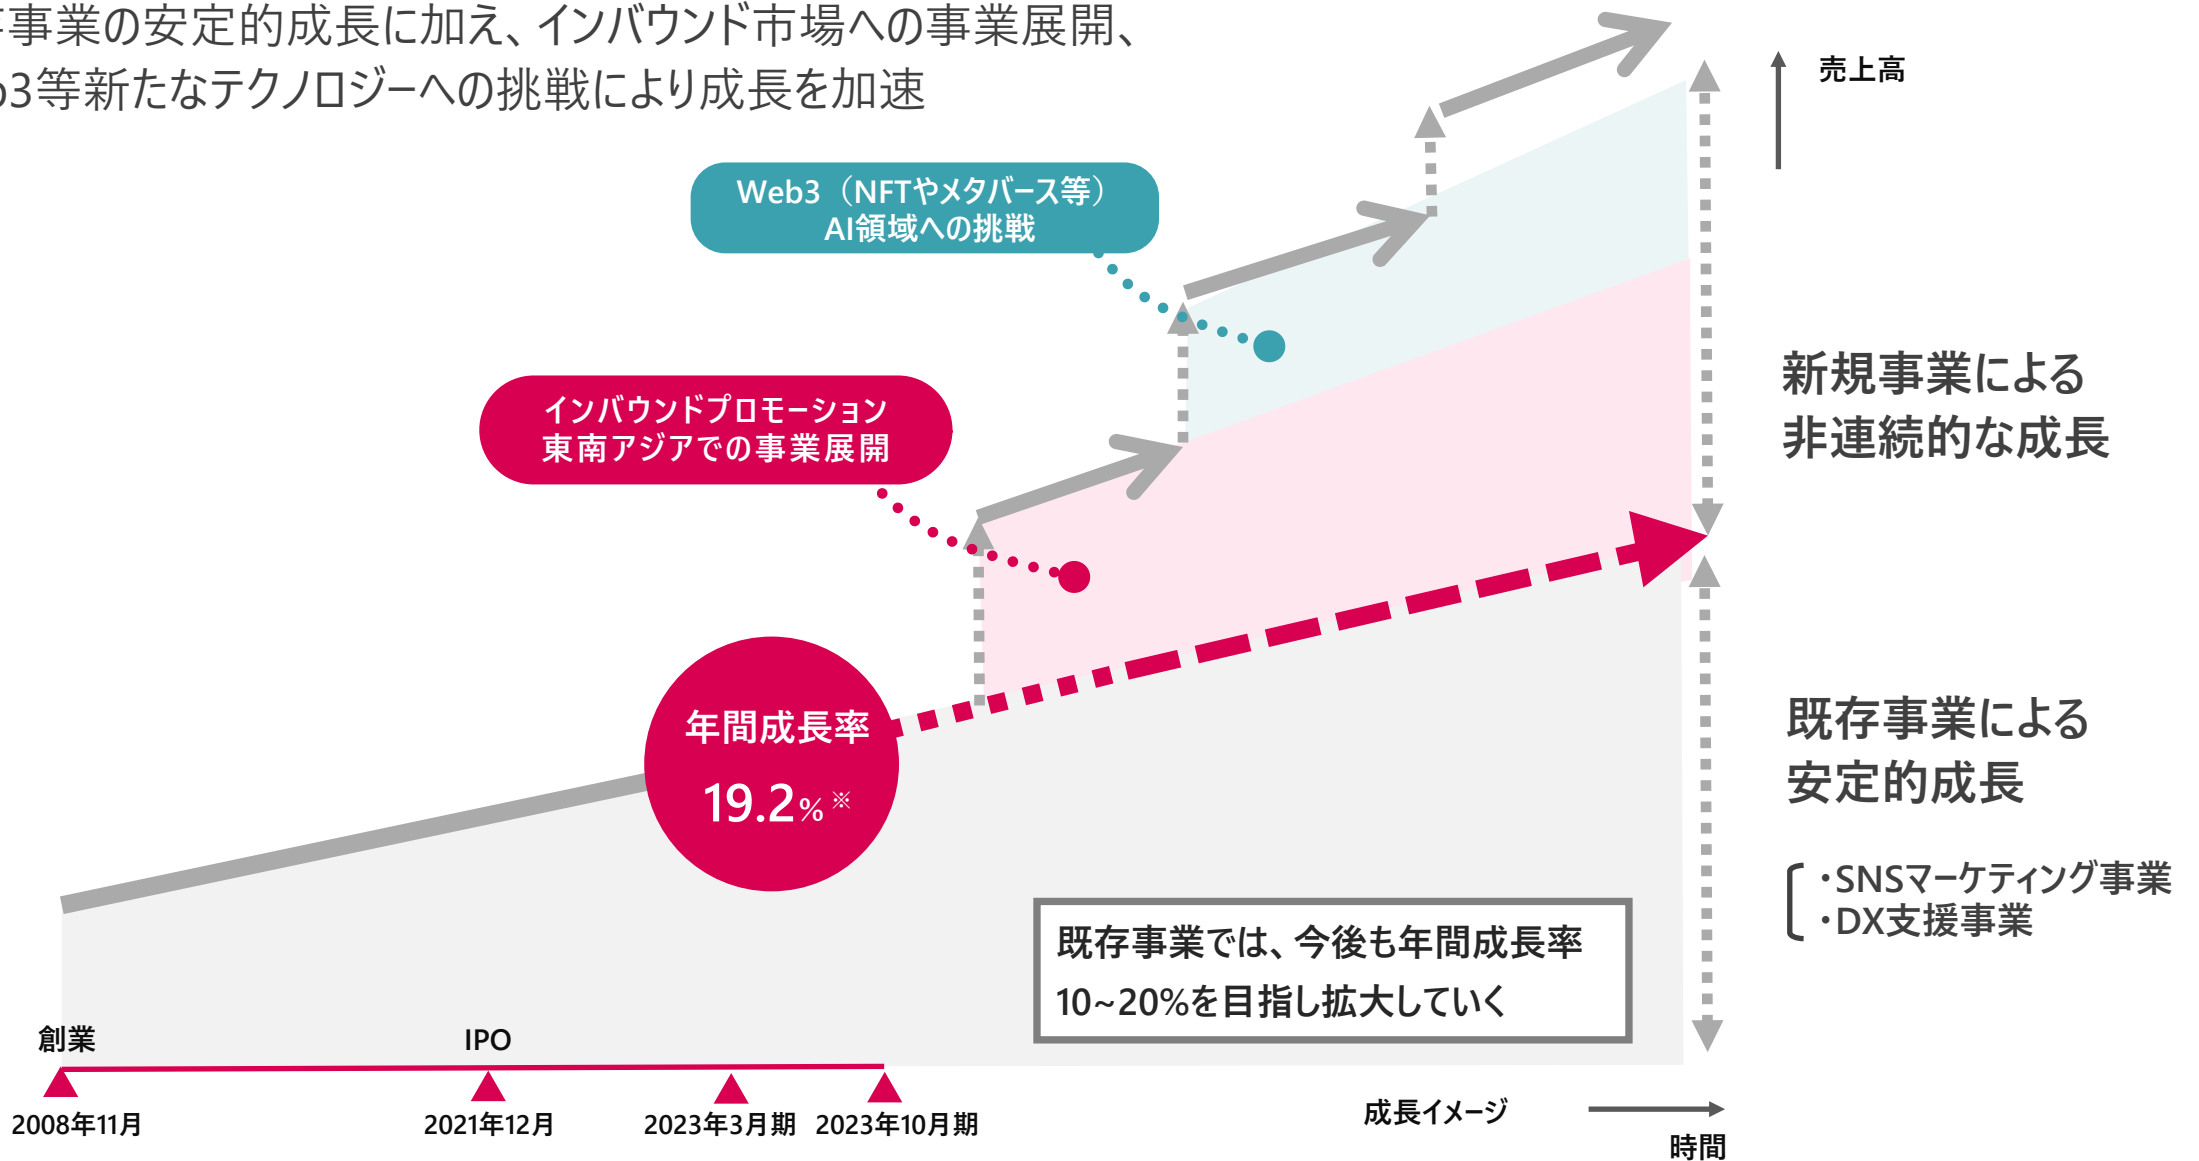 事業の安定的成長に加え、インバウンド市場への事業展開、
3等新たなテクノロジーへの挑戦により成長を加速
売上高
Web3（NFTやメタバース等）
AI領域への挑戦
インバウンドプロモーション
東南アジアでの事業展開
新規事業による
非連続的な成長
年間成長率
19.2%※
既存事業による
安定的成長
・SNSマーケティング事業
・DX支援事業
既存事業では、今後も年間成長率
10~20%を目指し拡大していく
創業
IPO
2008年11月
2021年12月
2023年3月期
2023年10月期
成長イメージ
時間